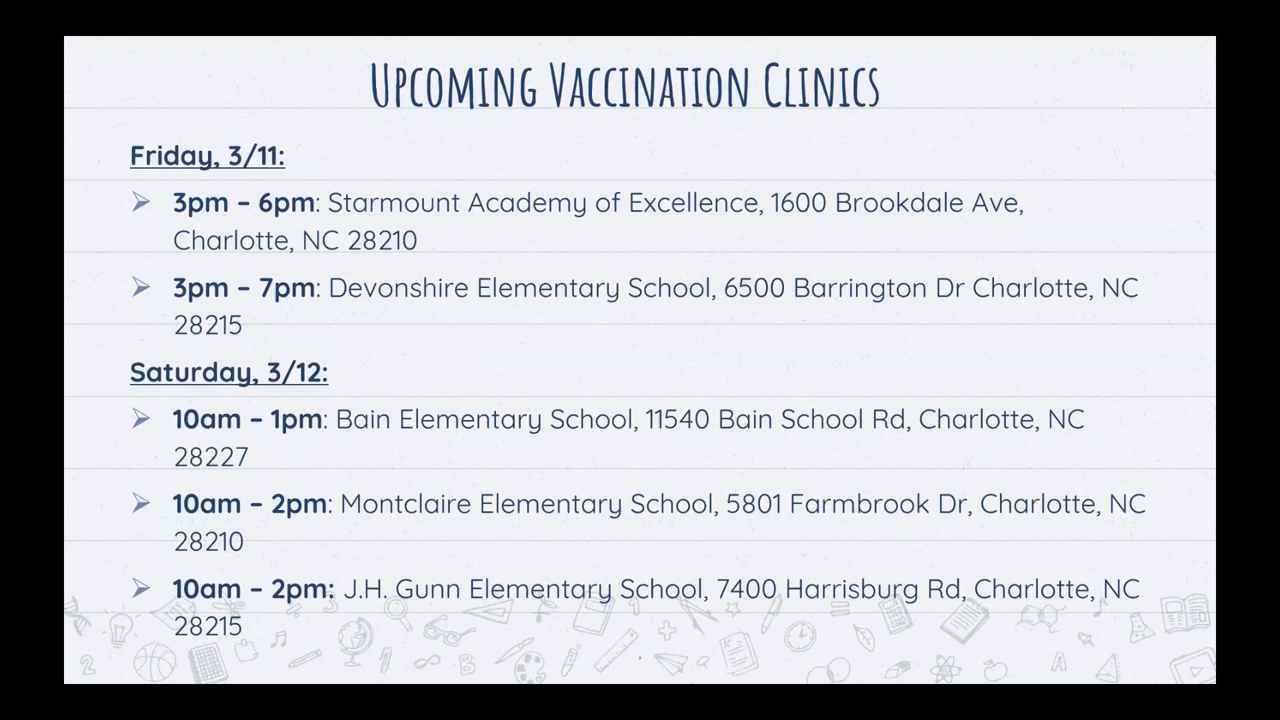 Upcoming Vaccination Clinics
Friday, 3/11:
➢ 3pm – 6pm: Starmount Academy of Excellence, 1600 Brookdale Ave,
Charlotte, NC 28210
➢ 3pm – 7pm: Devonshire Elementary School, 6500 Barrington Dr Charlotte, NC
28215
Saturday, 3/12:
➢ 10am – 1pm: Bain Elementary School, 11540 Bain School Rd, Charlotte, NC
28227
➢ 10am – 2pm: Montclaire Elementary School, 5801 Farmbrook Dr, Charlotte, NC
28210
➢ 10am – 2pm: J.H. Gunn Elementary School, 7400 Harrisburg Rd, Charlotte, NC
28215